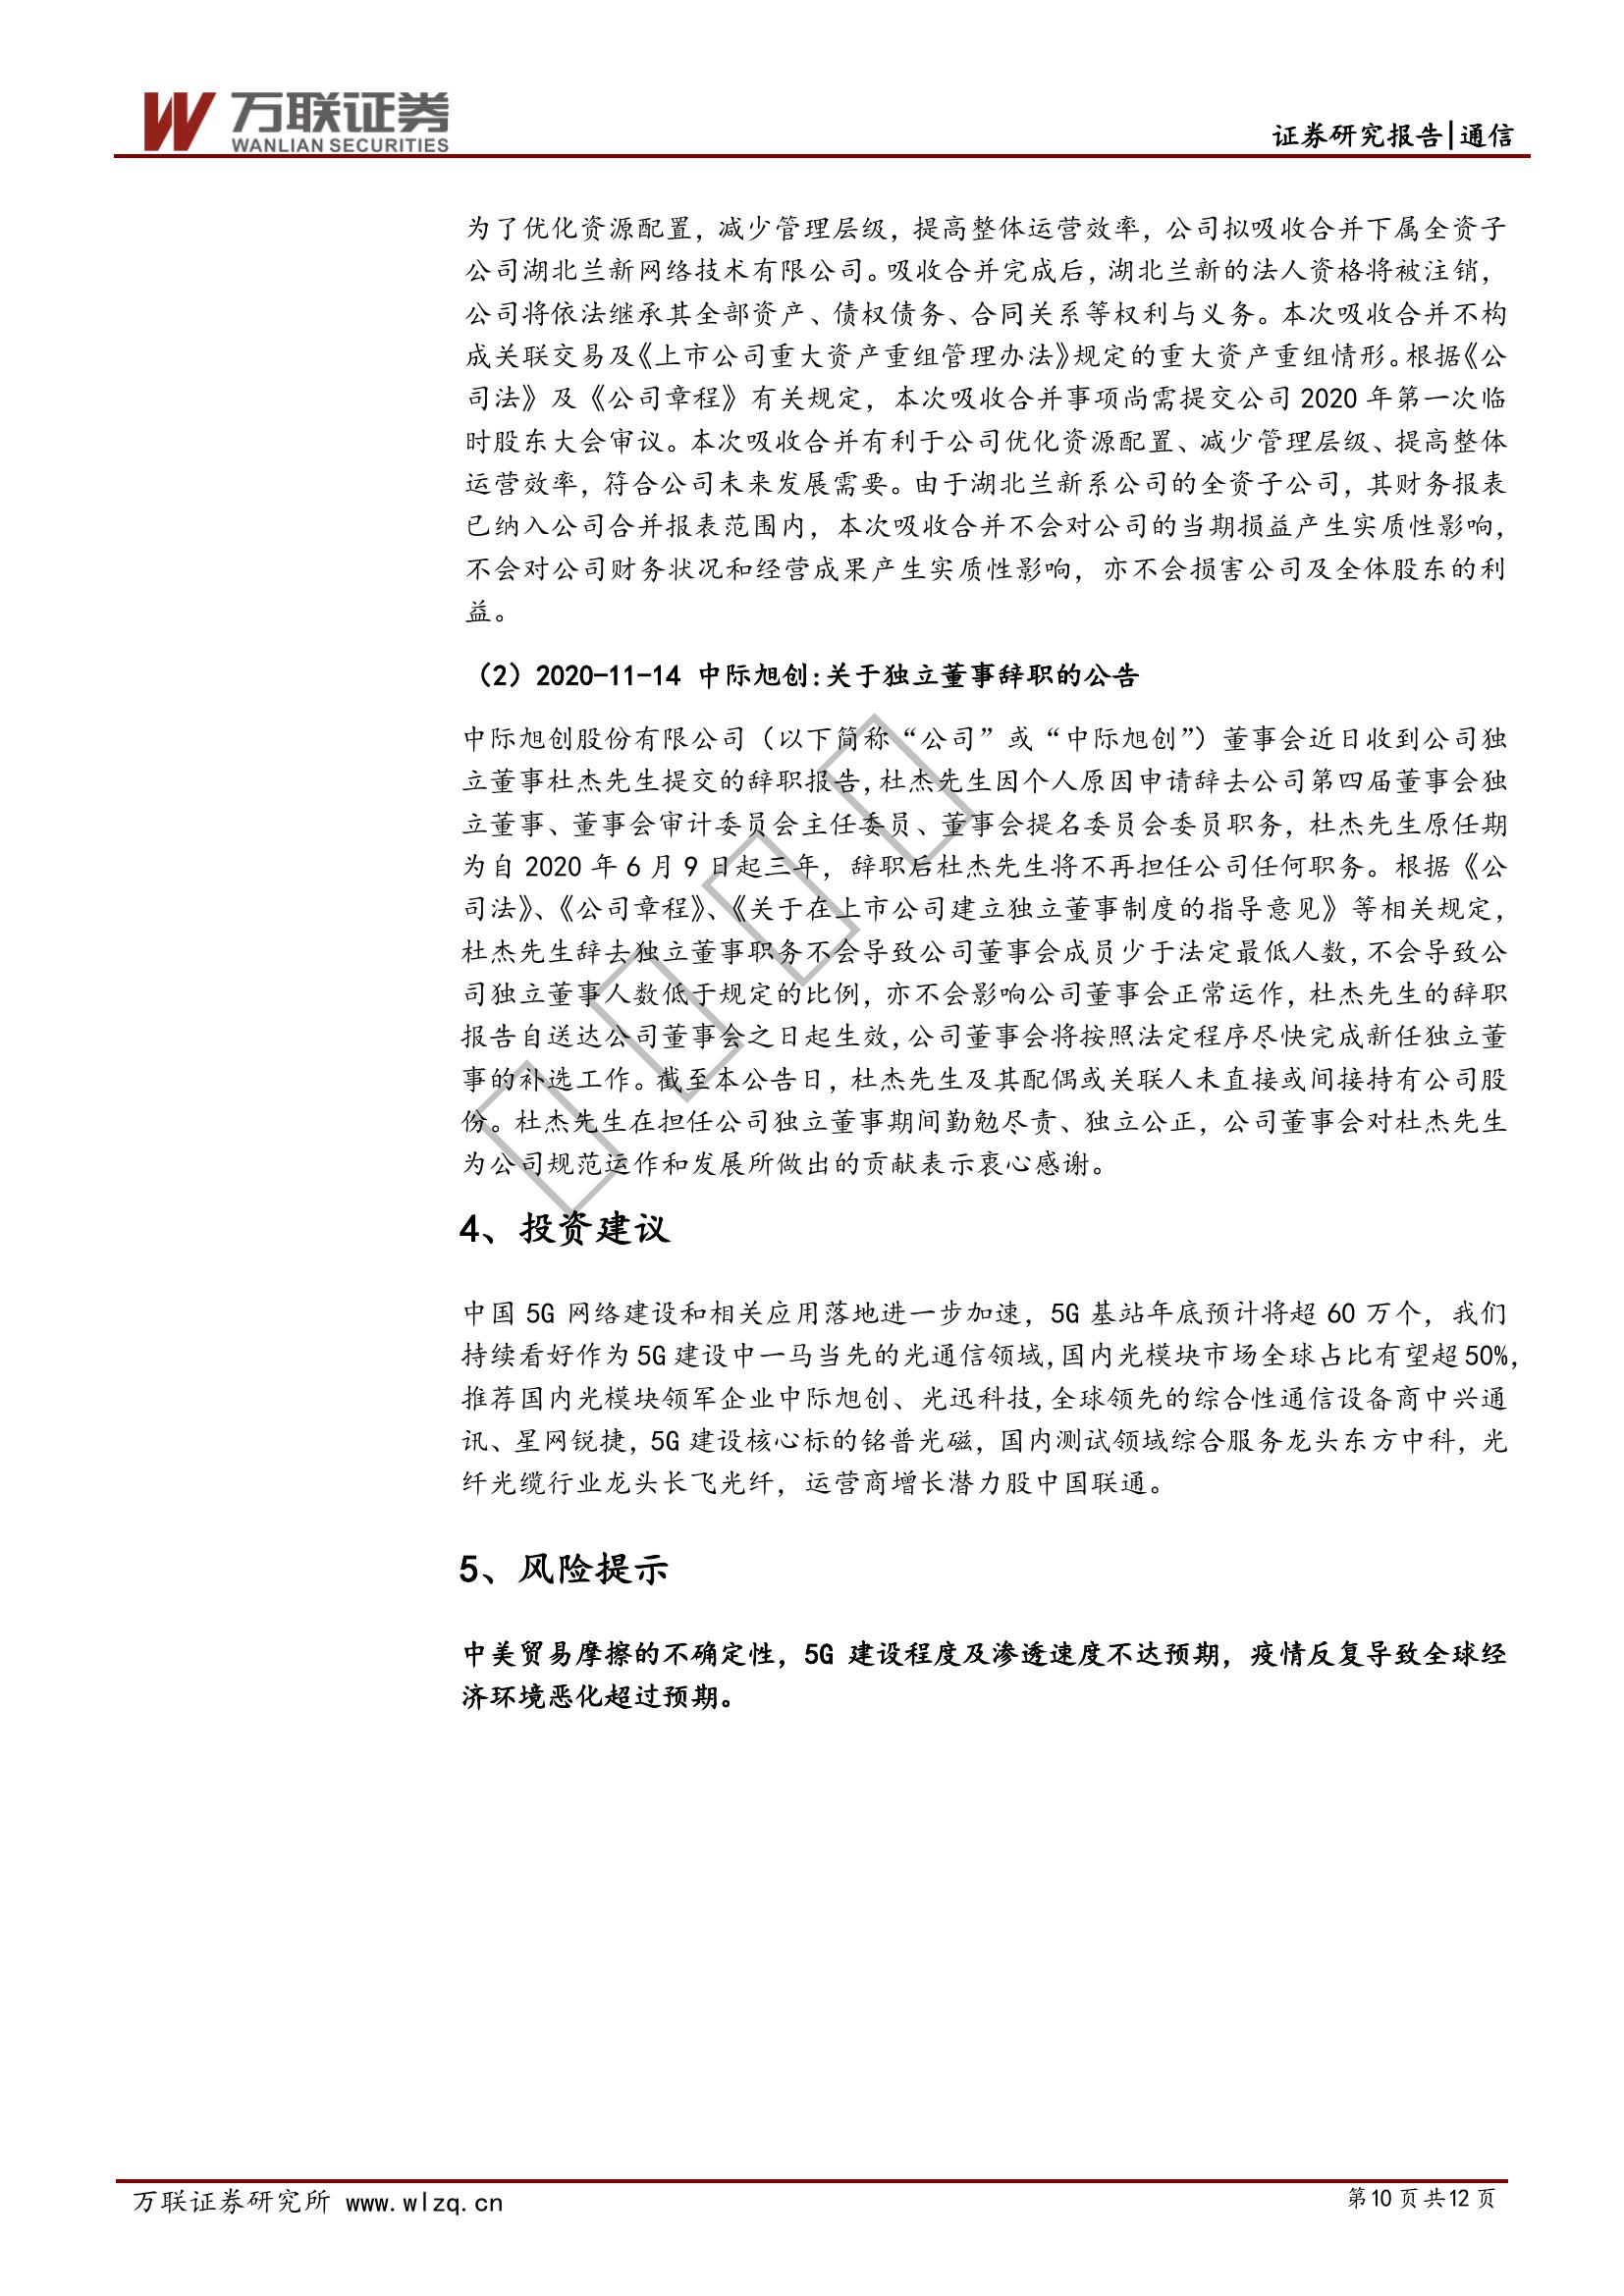 万联证券
WANLIAN SECURITIES
证券研究报告|通信
为了优化资源配置，减少管理层级，提高整体运营效率，公司拟吸收合并下属全资子
公司湖北兰新网络技术有限公司。吸收合并完成后，湖北兰新的法人资格将被注销，
公司将依法继承其全部资产、债权债务、合同关系等权利与义务。本次吸收合并不构
成关联交易及《上市公司重大资产重组管理办法》规定的重大资产重组情形。根据《公
司法》及《公司章程》有关规定，本次吸收合并事项尚需提交公司 2020 年第一次临
时股东大会审议。本次吸收合并有利于公司优化资源配置、减少管理层级、提高整体
运营效率，符合公司未来发展需要。由于湖北兰新系公司的全资子公司，其财务报表
已纳入公司合并报表范围内，本次吸收合并不会对公司的当期损益产生实质性影响，
不会对公司财务状况和经营成果产生实质性影响，亦不会损害公司及全体股东的利
益。
（2）2020-11-14 中际旭创:关于独立董事辞职的公告
中际旭创股份有限公司（以下简称“公司”或“中际旭创”）董事会近日收到公司独
立董事杜杰先生提交的辞职报告，杜杰先生因个人原因申请辞去公司第四届董事会独
立董事、董事会审计委员会主任委员、董事会提名委员会委员职务，杜杰先生原任期
为自 2020 年 6 月 9 日起三年，辞职后杜杰先生将不再担任公司任何职务。根据《公
司法》、《公司章程》、《关于在上市公司建立独立董事制度的指导意见》等相关规定，
杜杰先生辞去独立董事职务不会导致公司董事会成员少于法定最低人数，不会导致公
司独立董事人数低于规定的比例，亦不会影响公司董事会正常运作，杜杰先生的辞职
报告自送达公司董事会之日起生效，公司董事会将按照法定程序尽快完成新任独立董
事的补选工作。截至本公告日，杜杰先生及其配偶或关联人未直接或间接持有公司股
份。杜杰先生在担任公司独立董事期间勤勉尽责、独立公正，公司董事会对杜杰先生
为公司规范运作和发展所做出的贡献表示衷心感谢。
4、投资建议
中国 5G 网络建设和相关应用落地进一步加速，5G 基站年底预计将超 60 万个，我们
持续看好作为 5G 建设中一马当先的光通信领域，国内光模块市场全球占比有望超 50%，
推荐国内光模块领军企业中际旭创、光迅科技，全球领先的综合性通信设备商中兴通
讯、星网锐捷，5G 建设核心标的铭普光磁，国内测试领域综合服务龙头东方中科，光
纤光缆行业龙头长飞光纤，运营商增长潜力股中国联通。
5、风险提示
中美贸易摩擦的不确定性，5G 建设程度及渗透速度不达预期，疫情反复导致全球经
济环境恶化超过预期。
万联证券研究所 www.wlzq.cn
第 10 页 共 12 页